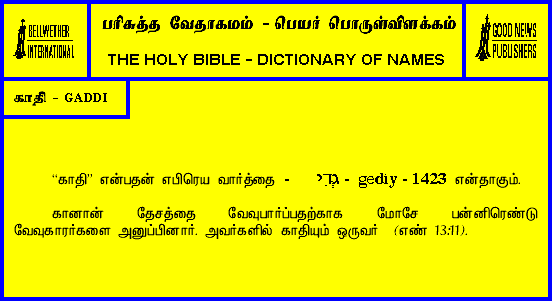 BELLWETHER
INTERNATIONAL
பரிசுத்த வேதாகமம் - பெயர் பொருள்விளக்கம்
THE HOLY BIBLE - DICTIONARY OF NAMES
GOOD NEWS
PUBLISHERS
காதி - GADDI
“காதி” என்பதன் எபிரெய வார்த்தை - גַּדִּי - gediy - 1423 என்தாகும்.
கானான் தேசத்தை வேவுபார்ப்பதற்காக மோசே பன்னிரெண்டு
வேவுகாரர்களை அனுப்பினார். அவர்களில் காதியும் ஒருவர் (எண் 13:11).